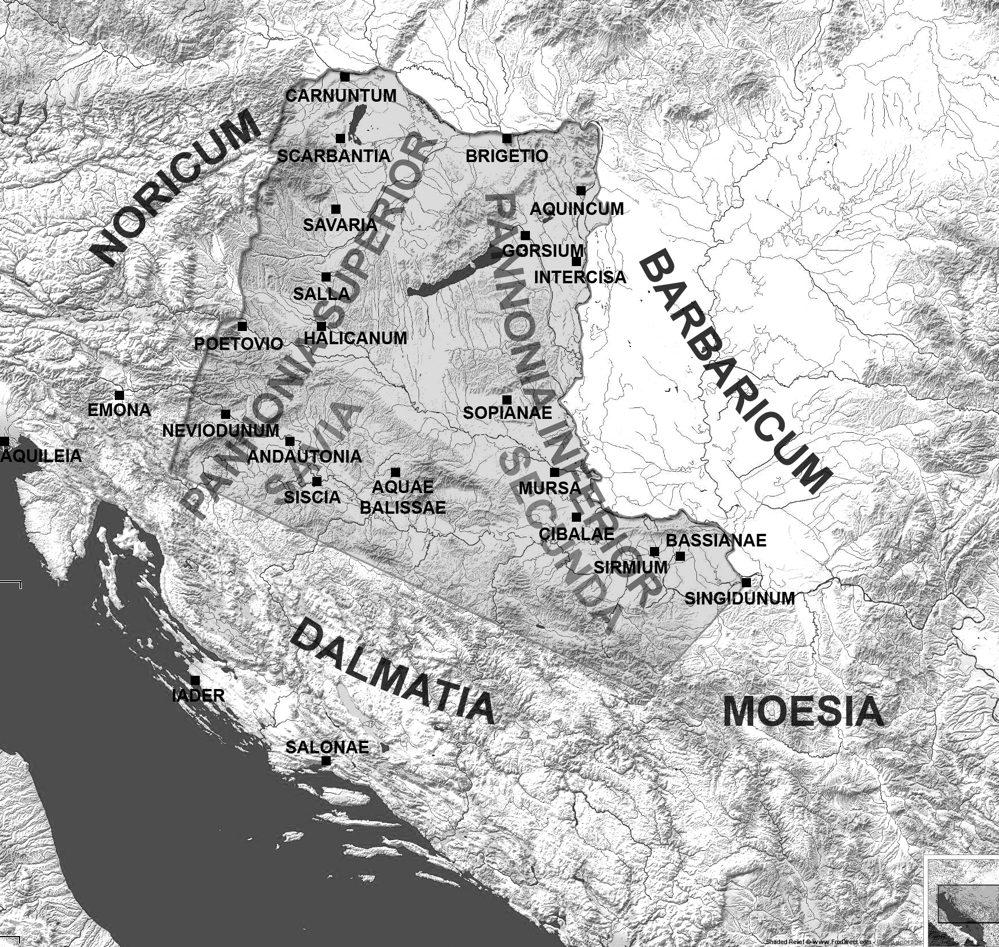 CARNUNTUM
NORICUM
SCARBANTIA
BRIGETIO
AQUINCUM
SAVARIA
GORSIUM
INTERCISA
SALLA
PANNONIA SUPERIOR
PANNONIA INFERIOR
BARBARICUM
POETOVIO
HALICANUM
EMONA
SOPIANAE
NEVIODUNUM
SAVIA
AQUILEIA
ANDAUTONIA
SISCIA
AQUAE
BALISSAE
MURSA
SECUNDA
CIBALAE
BASSIANAE
SIRMIUM
SINGIDUNUM
DALMATIA
IADER
MOESIA
SALONAE
Shaded Relief © www.FoxDirect.com -